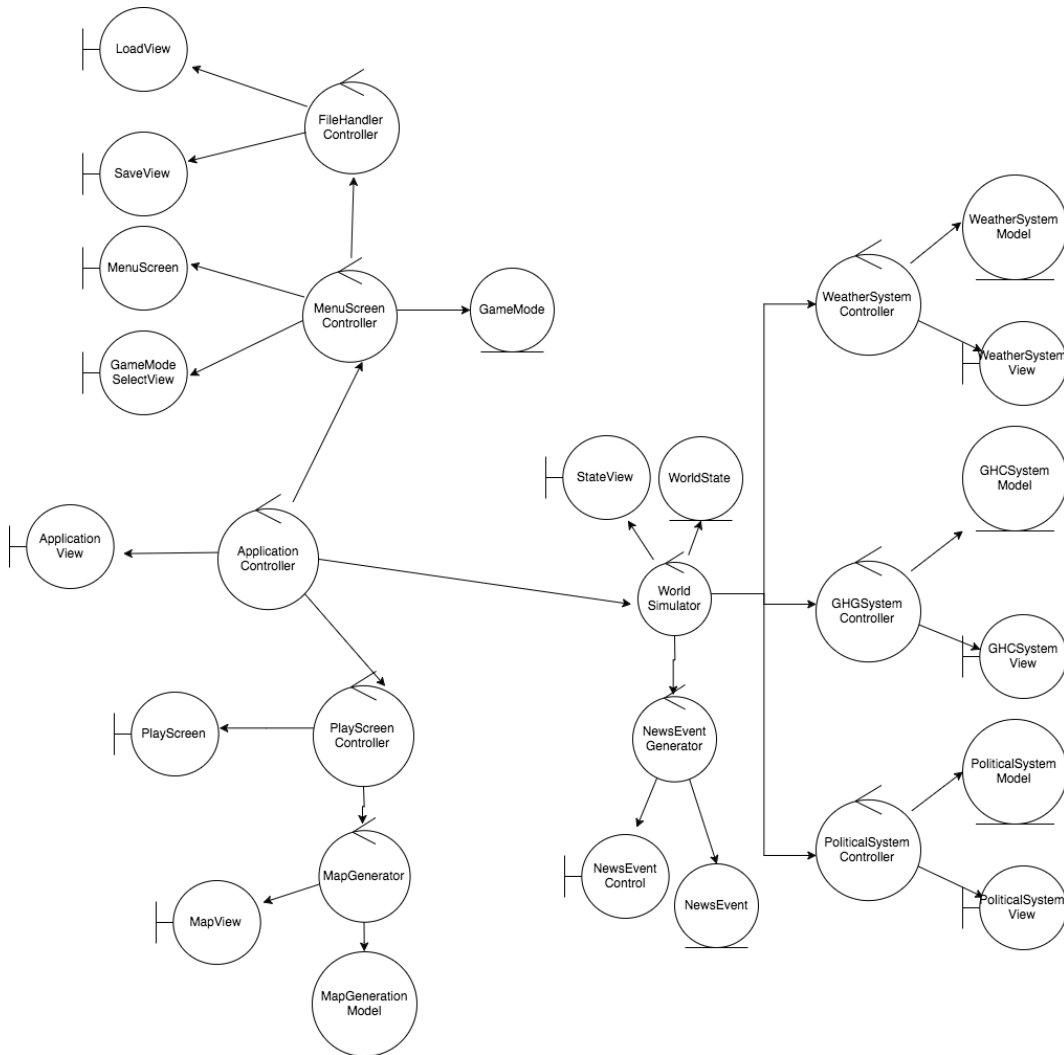 LoadView
FileHandler
Controller
SaveView
MenuScreen
MenuScreen
Controller
GameMode
GameMode
SelectView
WeatherSystem
Model
WeatherSystem
Controller
WeatherSystem
View
StateView
WorldState
GHCSystem
Model
Application
View
Application
Controller
World
Simulator
GHGSystem
Controller
GHCSystem
View
PlayScreen
PlayScreen
Controller
NewsEvent
Generator
PoliticalSystem
Model
PoliticalSystem
Controller
MapGenerator
NewsEvent
Control
NewsEvent
PoliticalSystem
View
MapView
MapGeneration
Model